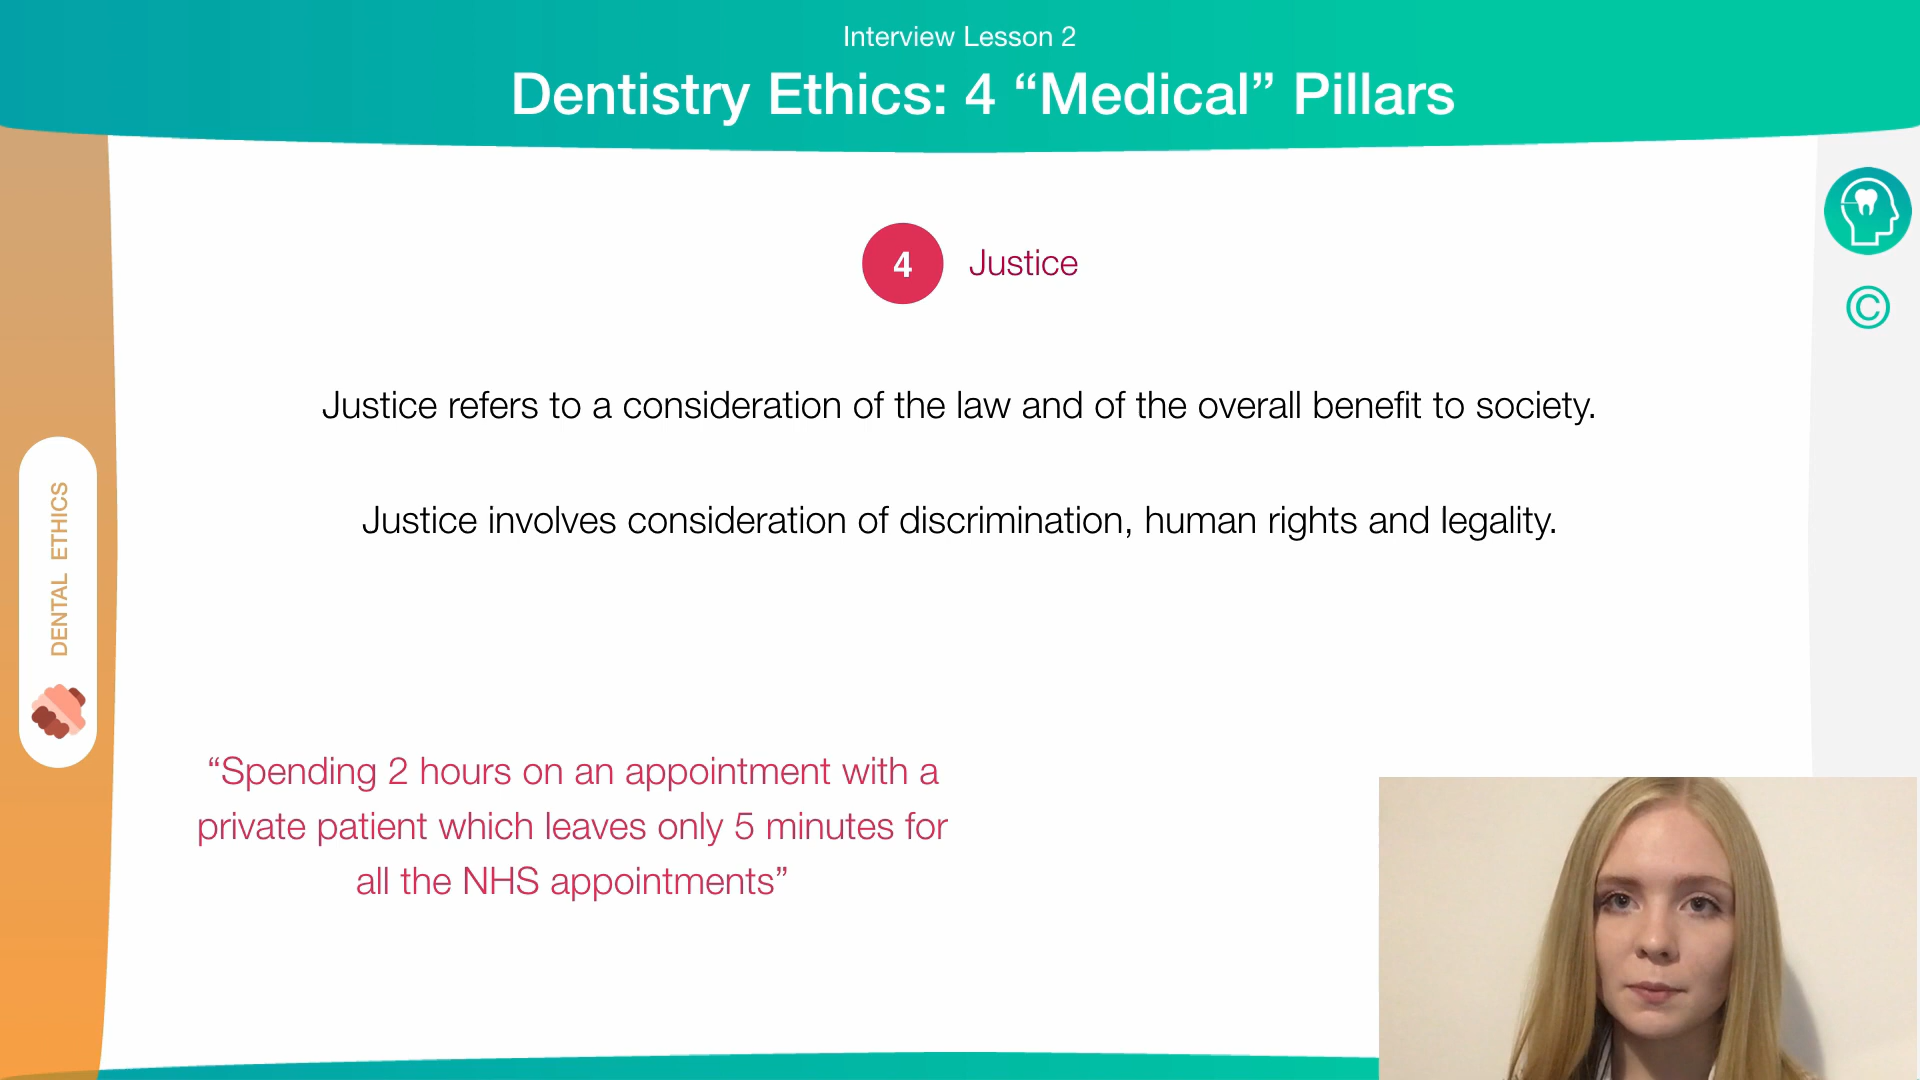 Interview Lesson 2
Dentistry Ethics: 4 “Medical” Pillars
4 Justice
©
Justice refers to a consideration of the law and of the overall benefit to society.
Justice involves consideration of discrimination, human rights and legality.
DENTAL ETHICS
“Spending 2 hours on an appointment with a
private patient which leaves only 5 minutes for
all the NHS appointments”